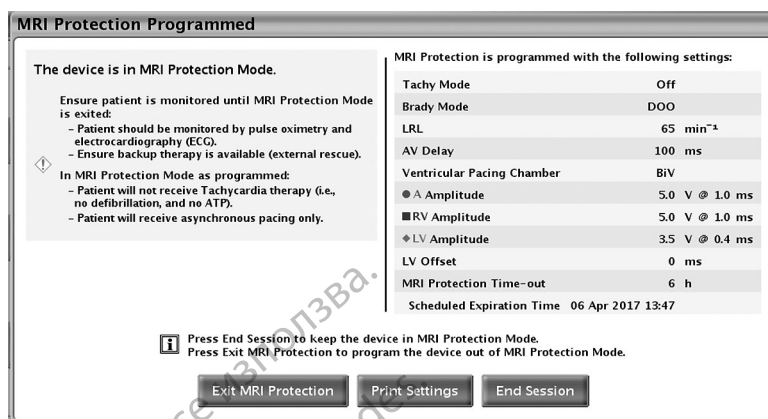 MRI Protection Programmed
The device is in MRI Protection Mode.
Ensure patient is monitored until MRI Protection Mode
is exited:
– Patient should be monitored by pulse oximetry and
electrocardiography (ECG).
– Ensure backup therapy is available (external rescue).
In MRI Protection Mode as programmed:
– Patient will not receive Tachycardia therapy (i.e.,
no defibrillation, and no ATP).
– Patient will receive asynchronous pacing only.
MRI Protection is programmed with the following settings:
Tachy Mode Off
Brady Mode DOO
LRL 65 min⁻¹
AV Delay 100 ms
Ventricular Pacing Chamber BiV
●A Amplitude 5.0 V @ 1.0 ms
■RV Amplitude 5.0 V @ 1.0 ms
◆LV Amplitude 3.5 V @ 0.4 ms
LV Offset 0 ms
MRI Protection Time-out 6 h
Scheduled Expiration Time 06 Apr 2017 13:47
Press End Session to keep the device in MRI Protection Mode.
Press Exit MRI Protection to program the device out of MRI Protection Mode.
Exit MRI Protection Print Settings End Session
използва.